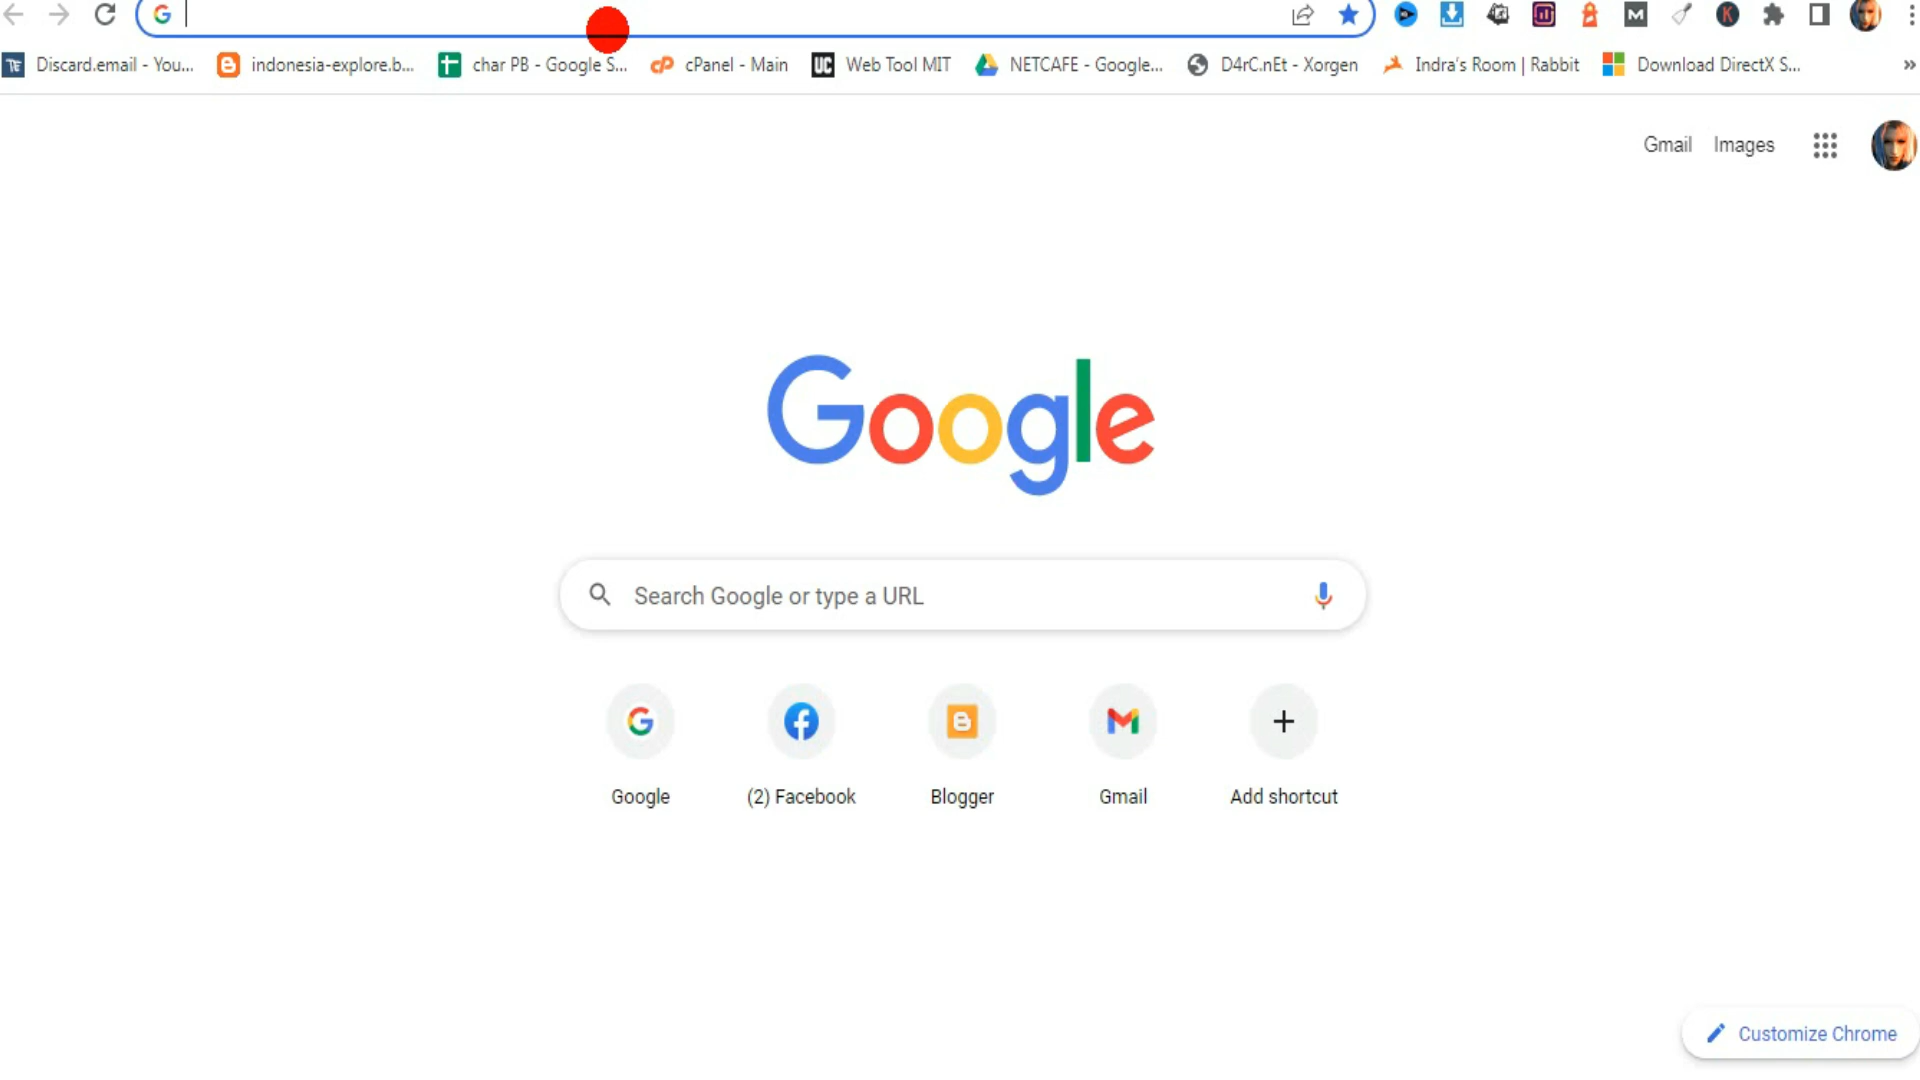 Discard.email - You... indonesia-explore.b... char PB - Google S... cPanel - Main Web Tool MIT NETCAFE - Google... D4rC.nEt - Xorgen Indra's Room | Rabbit Download DirectX S... »
Gmail Images
Google
Search Google or type a URL
Google (2) Facebook Blogger Gmail Add shortcut
Customize Chrome